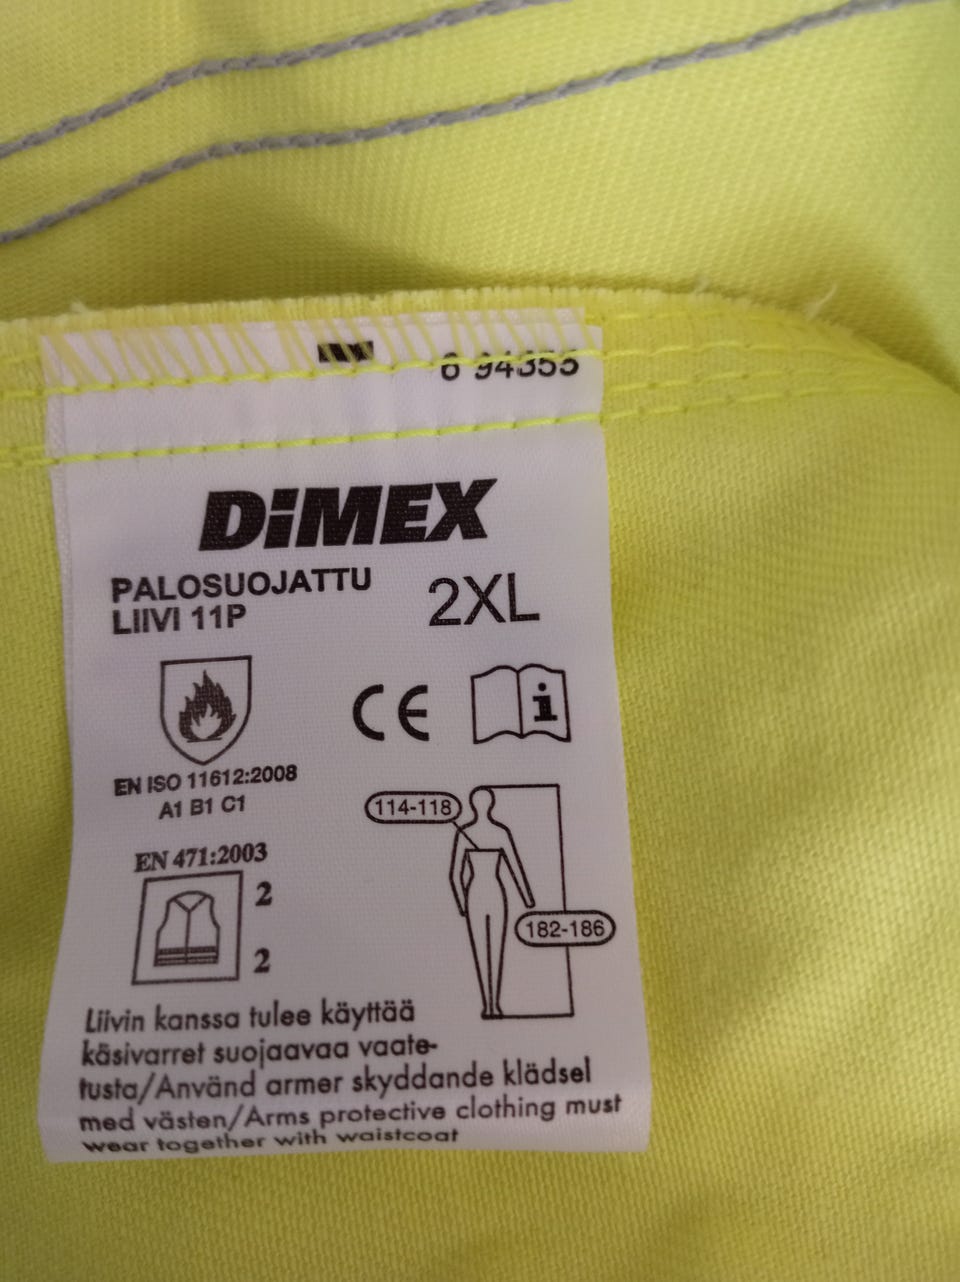 6 94355
DiMEX
PALOSUOJATTU
LIIVI 11P
2XL
CE
i
EN ISO 11612:2008
A1 B1 C1
114-118
EN 471:2003
2
2
182-186
Liivin kanssa tulee käyttää
käsivarret suojaavaa vaate-
tusta/Använd armer skyddande klädsel
med västen/Arms protective clothing must
wear together with waistcoat